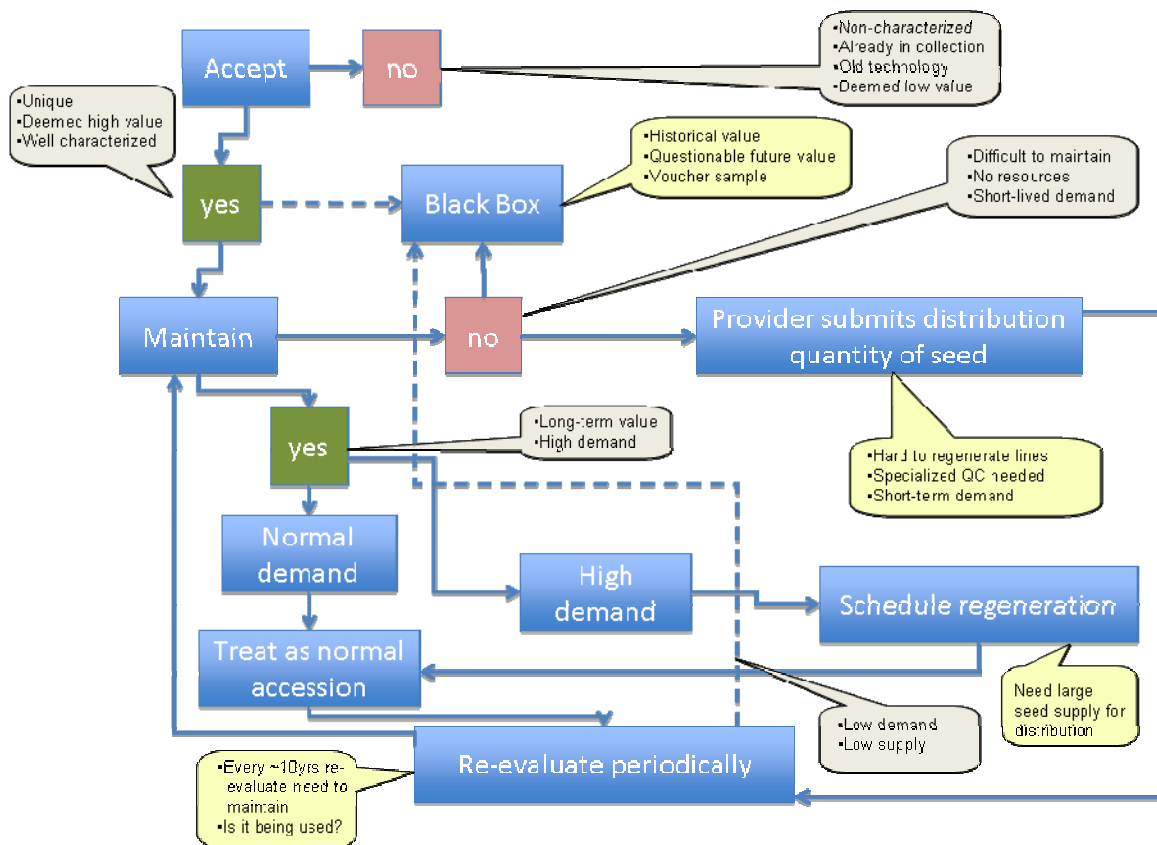 Accept
no
•Non-characterized
•Already in collection
•Old technology
•Deemed low value
•Unique
•Deemec high value
•Well characterized
•Historical value
•Questionable future value
•Voucher sample
•Difficult to maintain
•No resources
•Short-lived demand
yes
Black Box
Maintain
no
Provider submits distribution
quantity of seed
yes
•Long-term value
•High demand
•Hard to regenerate lines
•Specialized QC needed
•Short-term demand
Normal
demand
High
demand
Schedule regeneration
Treat as normal
accession
Need large
seed supply for
distribution
•Low demand
•Low supply
Re-evaluate periodically
•Every ~10yrs re-
evaluate need to
maintain
•Is it being used?